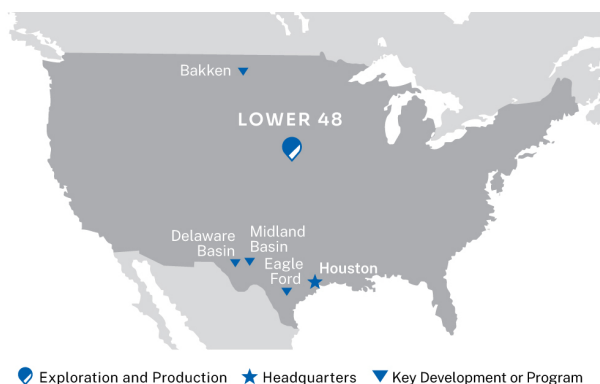 Bakken
LOWER 48
Delaware
Basin
Midland
Basin
Eagle
Ford
Houston
Exploration and Production
Headquarters
Key Development or Program